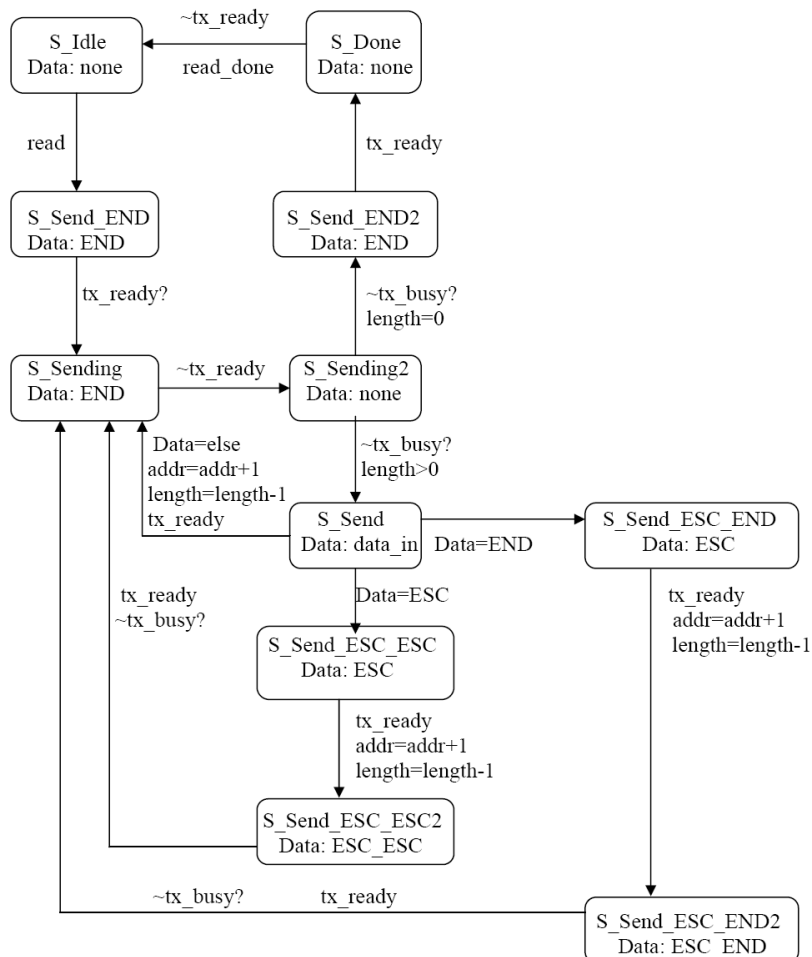 ~tx_ready
S_Idle
Data: none
S_Done
Data: none
read_done
read
tx_ready
S_Send_END
Data: END
S_Send_END2
Data: END
tx_ready?
~tx_busy?
length=0
S_Sending
Data: END
~tx_ready
S_Sending2
Data: none
Data=else
addr=addr+1
length=length-1
tx_ready
~tx_busy?
length>0
S_Send
Data: data_in
Data=END
S_Send_ESC_END
Data: ESC
tx_ready
~tx_busy?
Data=ESC
tx_ready
addr=addr+1
length=length-1
S_Send_ESC_ESC
Data: ESC
tx_ready
addr=addr+1
length=length-1
S_Send_ESC_ESC2
Data: ESC_ESC
~tx_busy?
tx_ready
S_Send_ESC_END2
Data: ESC_END